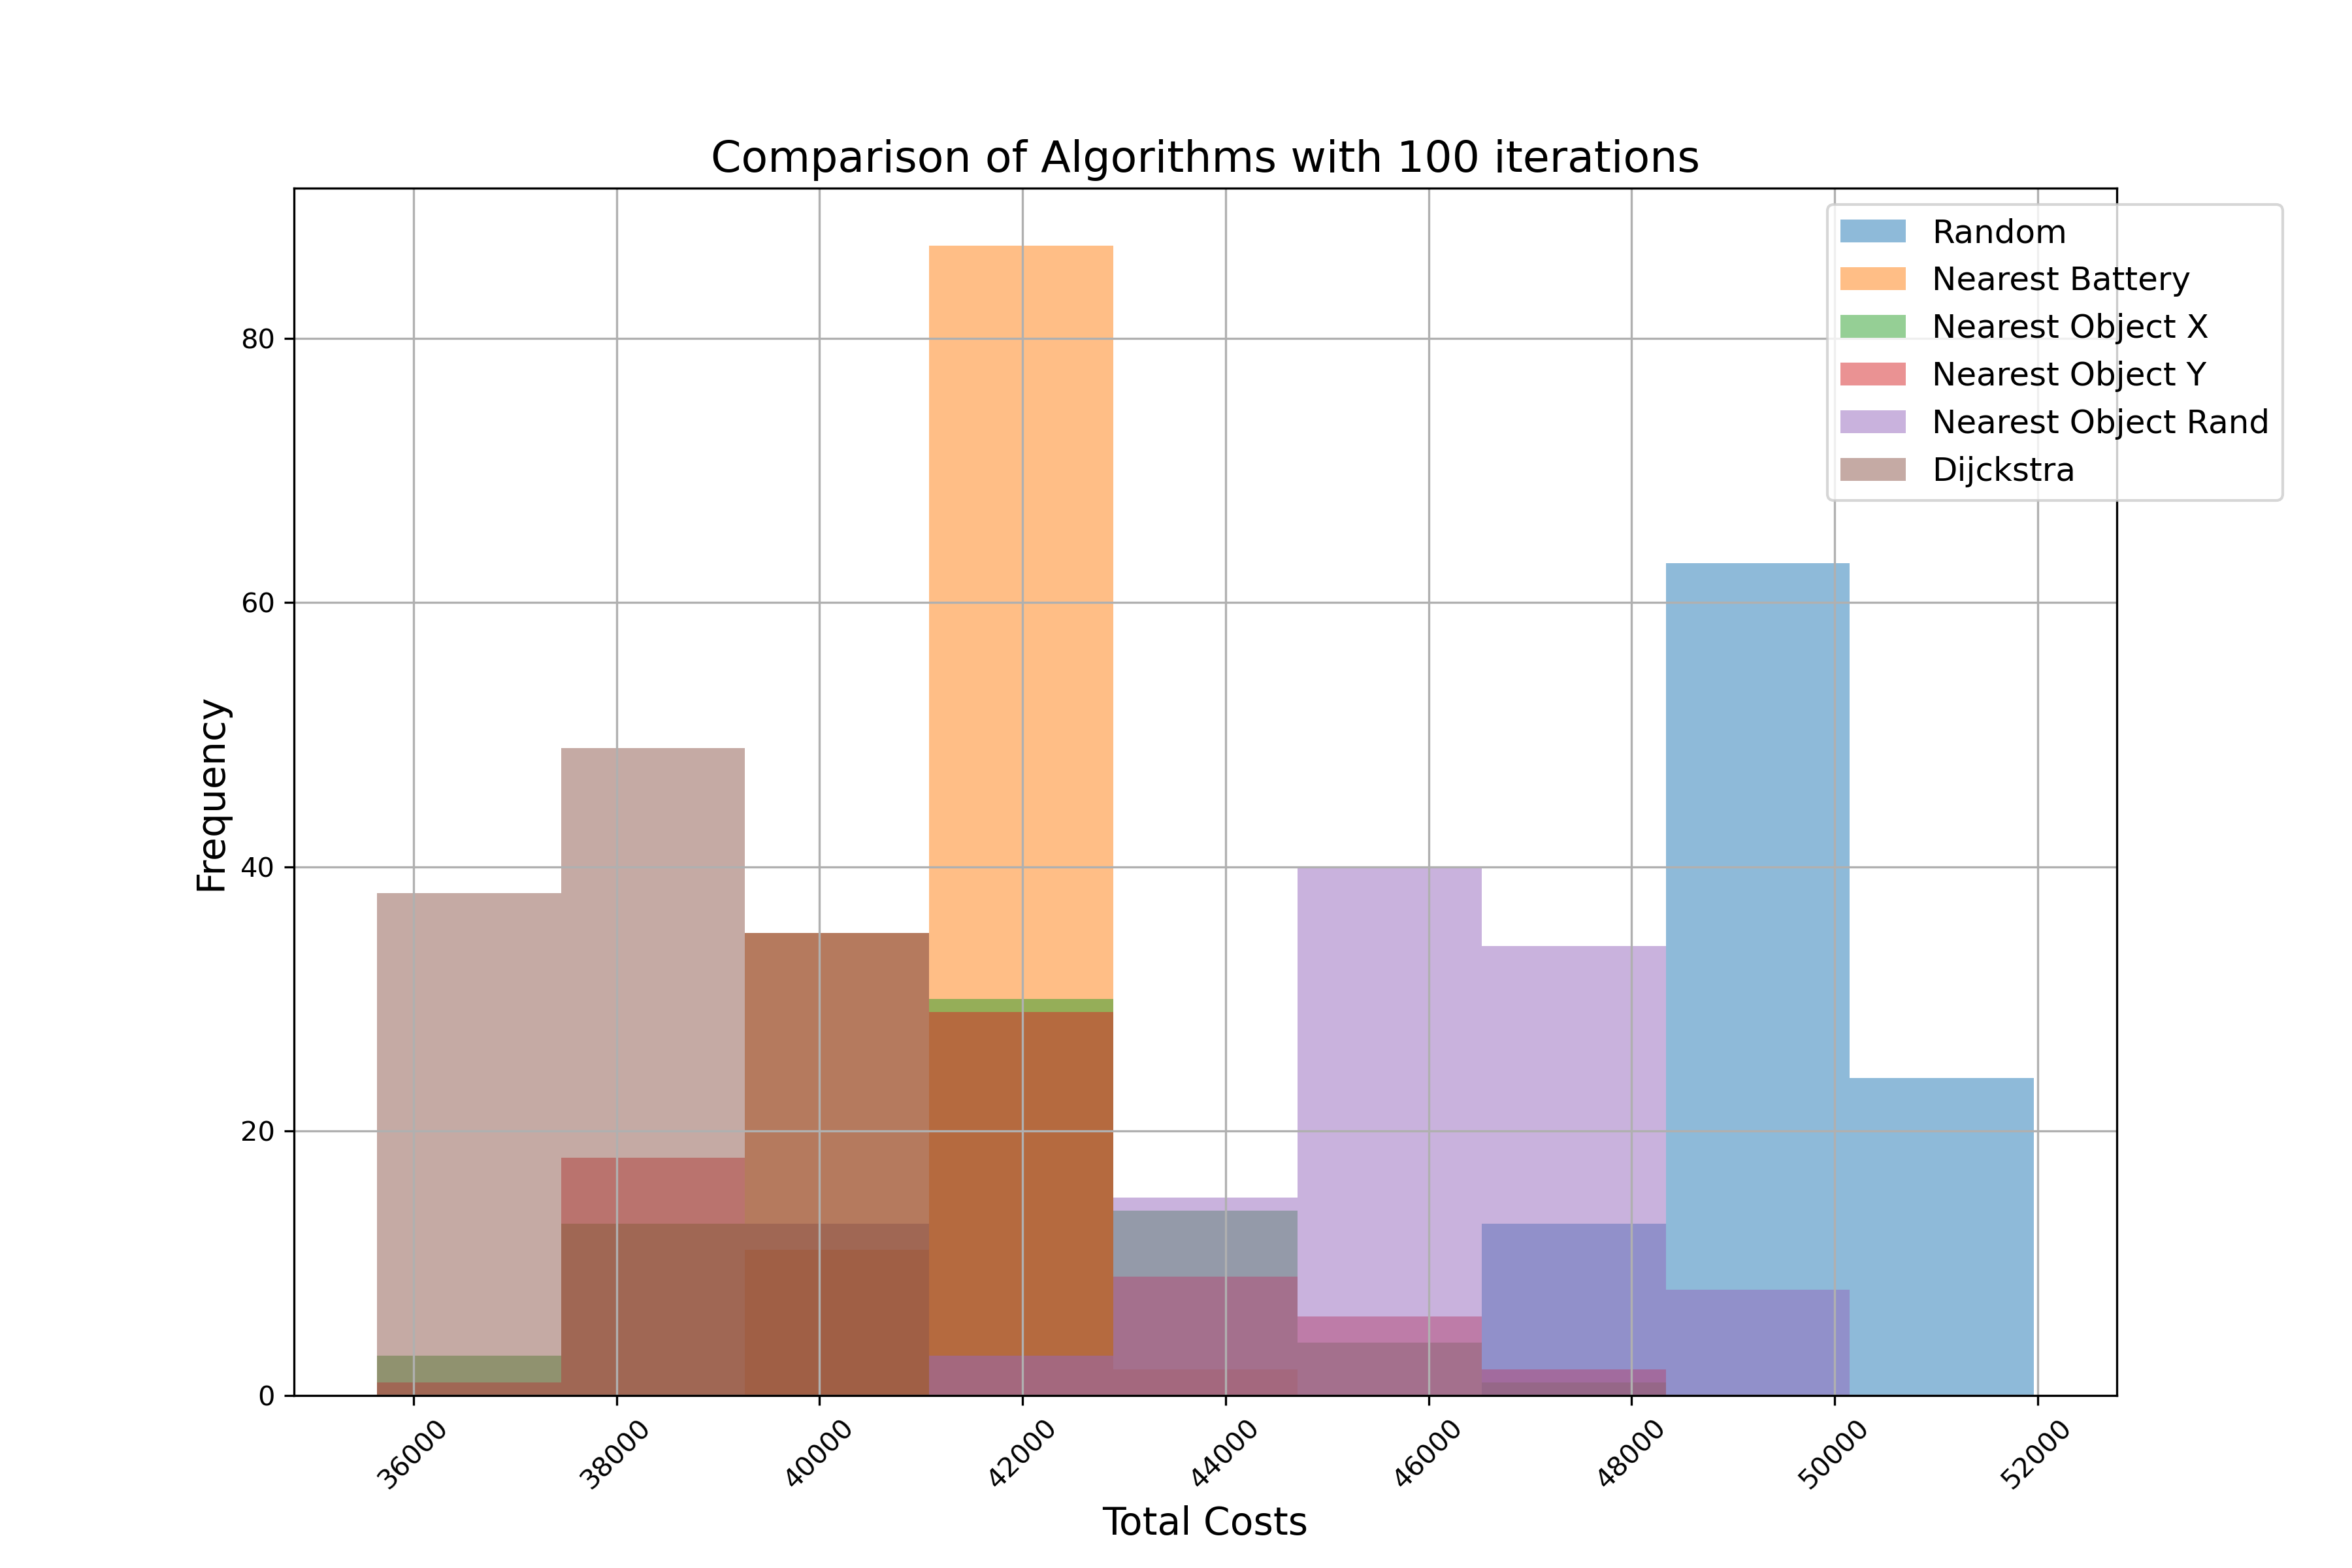 Comparison of Algorithms with 100 iterations
Random
Nearest Battery
Nearest Object X
Nearest Object Y
Nearest Object Rand
Dijckstra
80
60
40
20
0
Frequency
36000
38000
40000
42000
44000
46000
48000
50000
52000
Total Costs